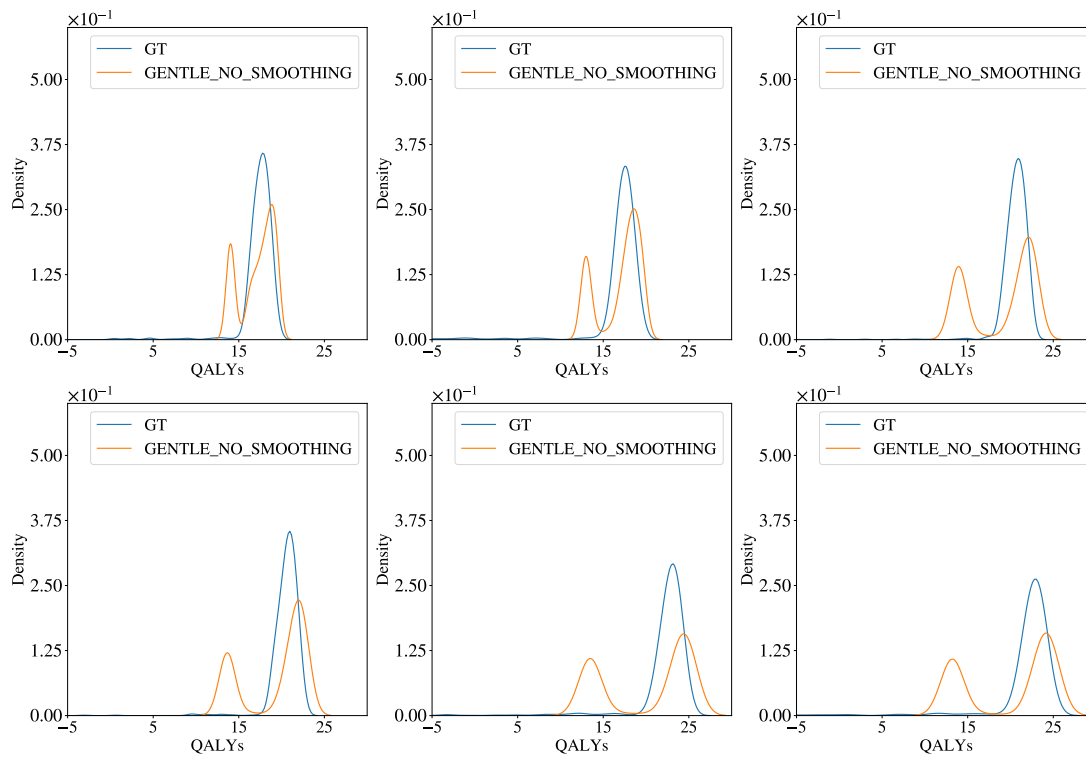 ×10⁻¹
GT
GENTLE_NO_SMOOTHING
5.00
3.75
2.50
1.25
0.00
Density
-5
5
15
25
QALYs
×10⁻¹
GT
GENTLE_NO_SMOOTHING
5.00
3.75
2.50
1.25
0.00
Density
-5
5
15
25
QALYs
×10⁻¹
GT
GENTLE_NO_SMOOTHING
5.00
3.75
2.50
1.25
0.00
Density
-5
5
15
25
QALYs
×10⁻¹
GT
GENTLE_NO_SMOOTHING
5.00
3.75
2.50
1.25
0.00
Density
-5
5
15
25
QALYs
×10⁻¹
GT
GENTLE_NO_SMOOTHING
5.00
3.75
2.50
1.25
0.00
Density
-5
5
15
25
QALYs
×10⁻¹
GT
GENTLE_NO_SMOOTHING
5.00
3.75
2.50
1.25
0.00
Density
-5
5
15
25
QALYs